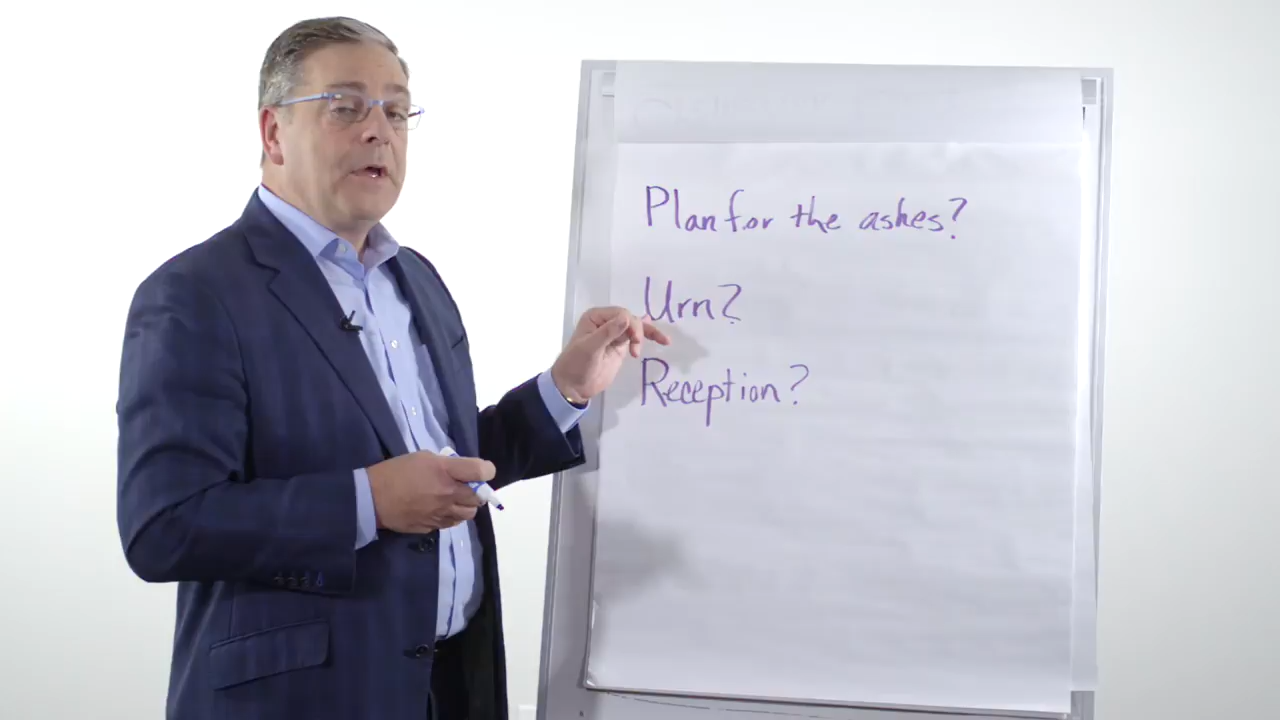 Plan for the ashes?
Urn?
Reception?